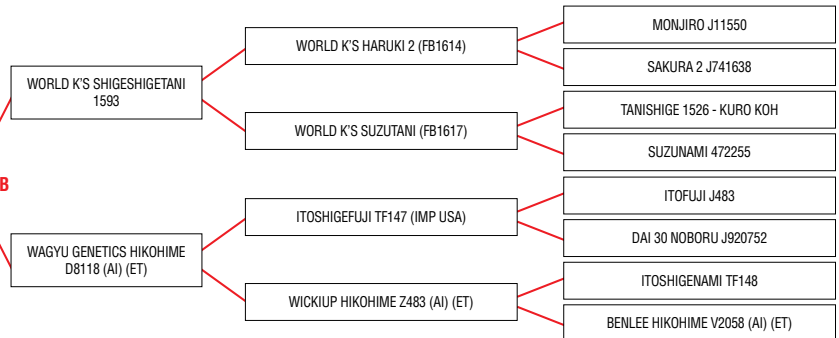 MONJIRO J11550
WORLD K'S HARUKI 2 (FB1614)
SAKURA 2 J741638
WORLD K'S SHIGESHIGETANI
1593
TANISHIGE 1526 - KURO KOH
WORLD K'S SUZUTANI (FB1617)
SUZUNAMI 472255
B
ITOFUJI J483
ITOSHIGEFUJI TF147 (IMP USA)
DAI 30 NOBORU J920752
WAGYU GENETICS HIKOHIME
D8118 (AI) (ET)
ITOSHIGENAMI TF148
WICKIUP HIKOHIME Z483 (AI) (ET)
BENLEE HIKOHIME V2058 (AI) (ET)